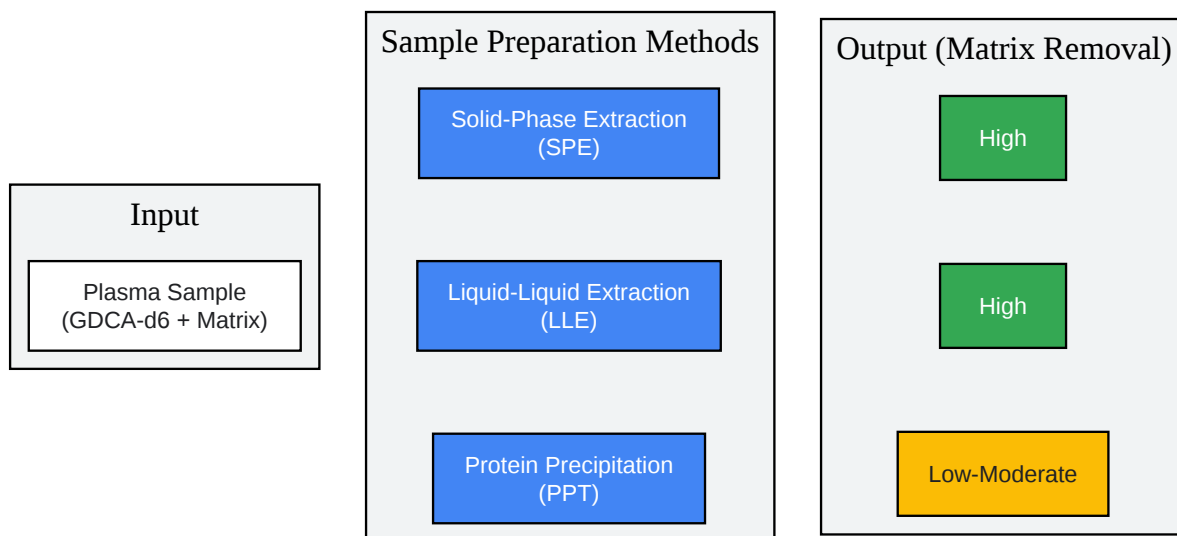 Input
Plasma Sample
(GDCA-d6 + Matrix)
Sample Preparation Methods
Solid-Phase Extraction
(SPE)
Liquid-Liquid Extraction
(LLE)
Protein Precipitation
(PPT)
Output (Matrix Removal)
High
High
Low-Moderate